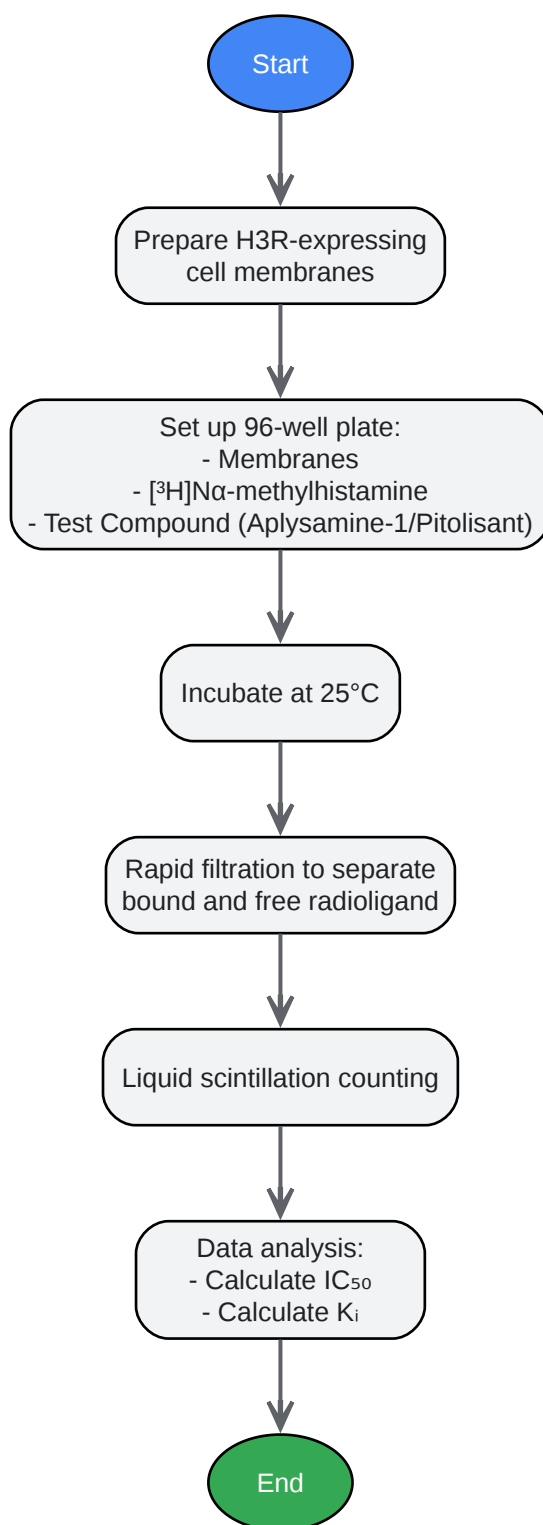 Start
Prepare H3R-expressing
cell membranes
Set up 96-well plate:
- Membranes
- [³H]Nα-methylhistamine
- Test Compound (Aplysamine-1/Pitolisant)
Incubate at 25°C
Rapid filtration to separate
bound and free radioligand
Liquid scintillation counting
Data analysis:
- Calculate IC₅₀
- Calculate Kᵢ
End